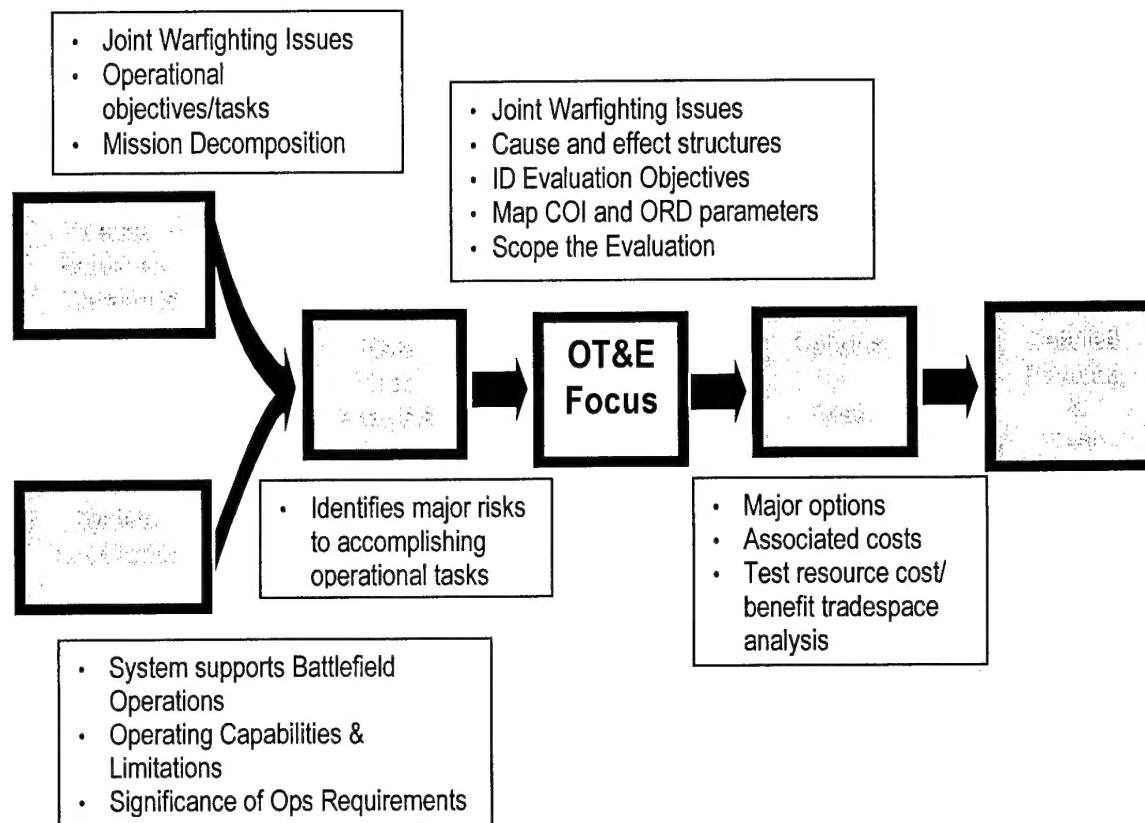 • Joint Warfighting Issues
• Operational
objectives/tasks
• Mission Decomposition
• Joint Warfighting Issues
• Cause and effect structures
• ID Evaluation Objectives
• Map COI and ORD parameters
• Scope the Evaluation
OT&E
Focus
• Identifies major risks
to accomplishing
operational tasks
• Major options
• Associated costs
• Test resource cost/
benefit tradespace
analysis
• System supports Battlefield
Operations
• Operating Capabilities &
Limitations
• Significance of Ops Requirements